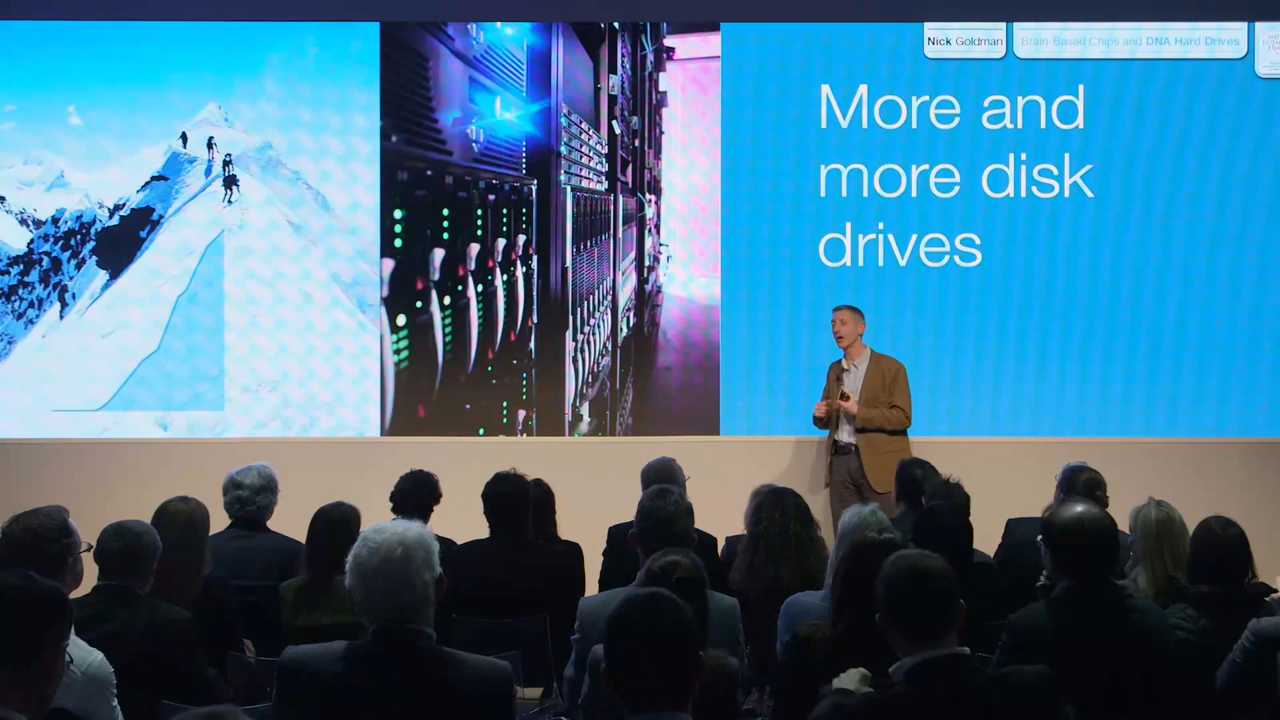 Nick Goldman
Brain-Based Chips and DNA Hard Drives
More and
more disk
drives